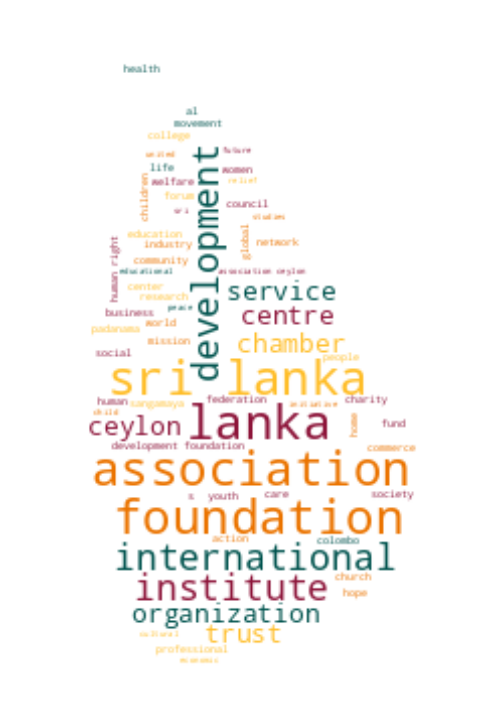 health
al
movement
college
united
future
life
women
children
welfare
relief
development
forum
council
sri
studies
education
global
human right
industry
network
community
educational
association ceylon
center
service
research
peace
business
centre
padanama
world
mission
chamber
social
people
sri lanka
human
sangamaya
federation
initiative
charity
child
ceylon
lanka
home
fund
development foundation
commerce
association
s
youth
care
society
foundation
action
colombo
international
institute
church
hope
organization
cultural
trust
professional
economic